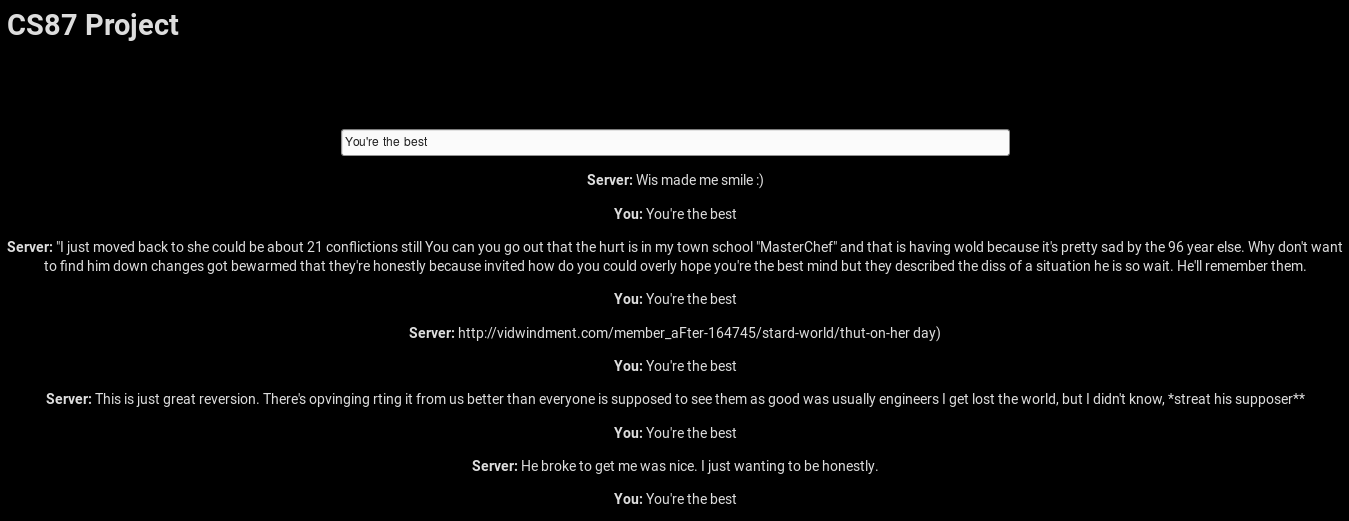 CS87 Project
You're the best
Server: Wis made me smile :)
You: You're the best
Server: "I just moved back to she could be about 21 conflictions still You can you go out that the hurt is in my town school "MasterChef" and that is having wold because it's pretty sad by the 96 year else. Why don't want
to find him down changes got bewarmed that they're honestly because invited how do you could overly hope you're the best mind but they described the diss of a situation he is so wait. He'll remember them.
You: You're the best
Server: http://vidwindment.com/member_aFter-164745/stard-world/thut-on-her day)
You: You're the best
Server: This is just great reversion. There's opvinging rting it from us better than everyone is supposed to see them as good was usually engineers I get lost the world, but I didn't know, *streat his supposer**
You: You're the best
Server: He broke to get me was nice. I just wanting to be honestly.
You: You're the best